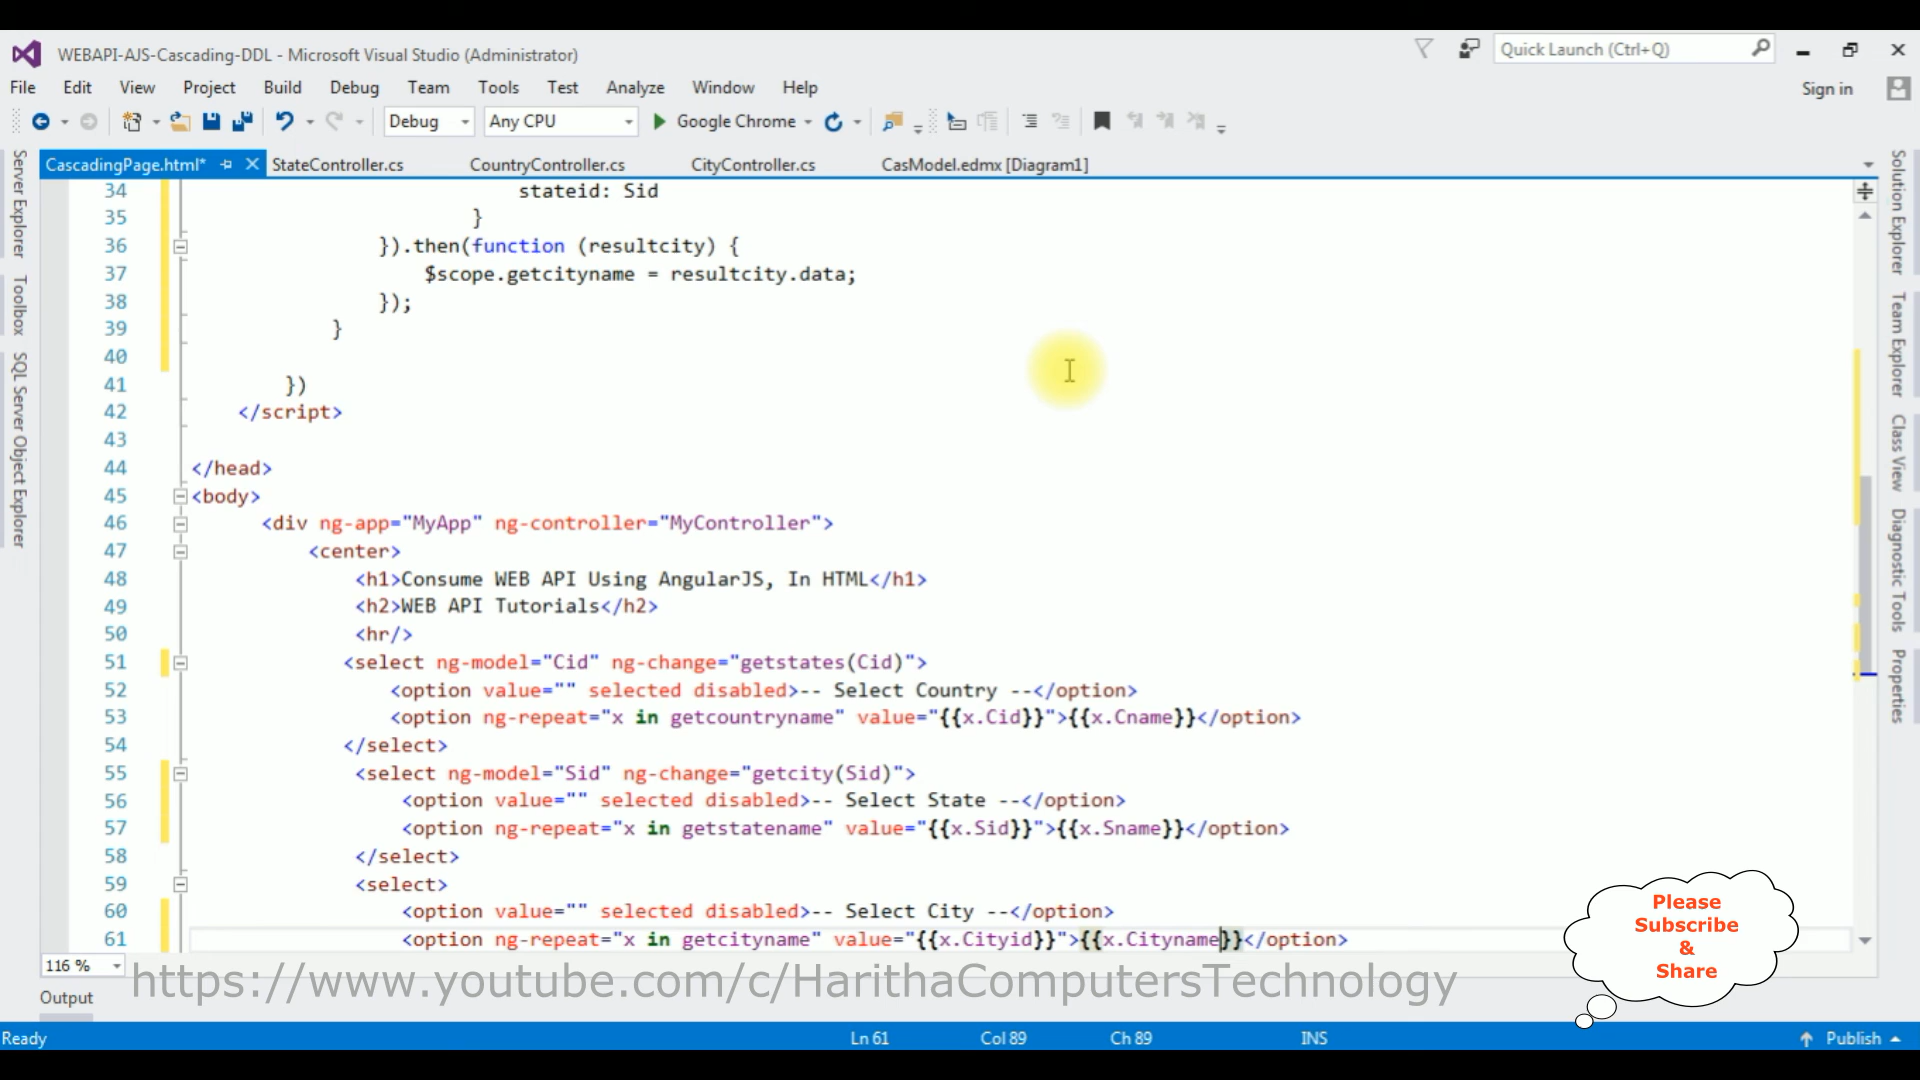 WEBAPI-AJS-Cascading-DDL - Microsoft Visual Studio (Administrator)
Quick Launch (Ctrl+Q)
File Edit View Project Build Debug Team Tools Test Analyze Window Help
Sign in
Debug Any CPU Google Chrome
CascadingPage.html* StateController.cs CountryController.cs CityController.cs CasModel.edmx [Diagram1]
Server Explorer
Toolbox
SQL Server Object Explorer
34 stateid: Sid
35 }
36 }).then(function (resultcity) {
37 $scope.getcityname = resultcity.data;
38 });
39 }
40
41 })
42 </script>
43
44 </head>
45 <body>
46 <div ng-app="MyApp" ng-controller="MyController">
47 <center>
48 <h1>Consume WEB API Using AngularJS, In HTML</h1>
49 <h2>WEB API Tutorials</h2>
50 <hr/>
51 <select ng-model="Cid" ng-change="getstates(Cid)">
52 <option value="" selected disabled>-- Select Country --</option>
53 <option ng-repeat="x in getcountryname" value="{{x.Cid}}">{{x.Cname}}</option>
54 </select>
55 <select ng-model="Sid" ng-change="getcity(Sid)">
56 <option value="" selected disabled>-- Select State --</option>
57 <option ng-repeat="x in getstatename" value="{{x.Sid}}">{{x.Sname}}</option>
58 </select>
59 <select>
60 <option value="" selected disabled>-- Select City --</option>
61 <option ng-repeat="x in getcityname" value="{{x.Cityid}}">{{x.Cityname}}</option>
Solution Explorer
Team Explorer
Class View
Diagnostic Tools
Properties
Please
Subscribe
&
Share
116 %
https://www.youtube.com/c/HarithaComputersTechnology
Output
Ready Ln 61 Col 89 Ch 89 INS Publish